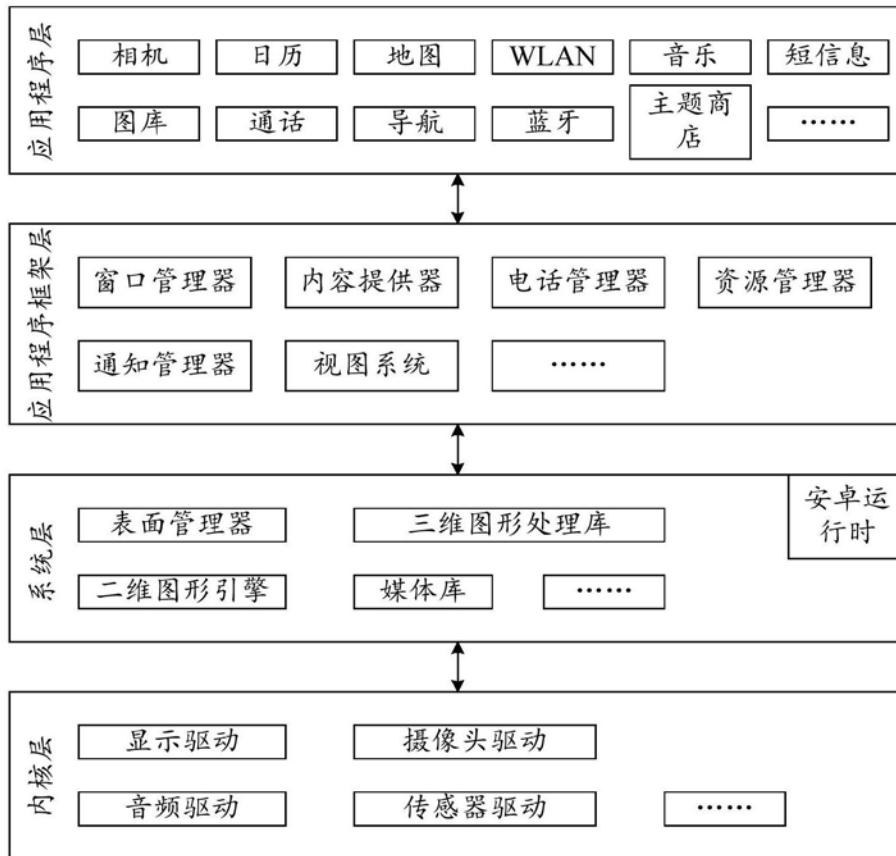 应用程序层
相机
日历
地图
WLAN
音乐
短信息
图库
通话
导航
蓝牙
主题商
店
……
应用程序框架层
窗口管理器
内容提供器
电话管理器
资源管理器
通知管理器
视图系统
……
系统层
表面管理器
三维图形处理库
安卓运
行时
二维图形引擎
媒体库
……
内核层
显示驱动
摄像头驱动
音频驱动
传感器驱动
……